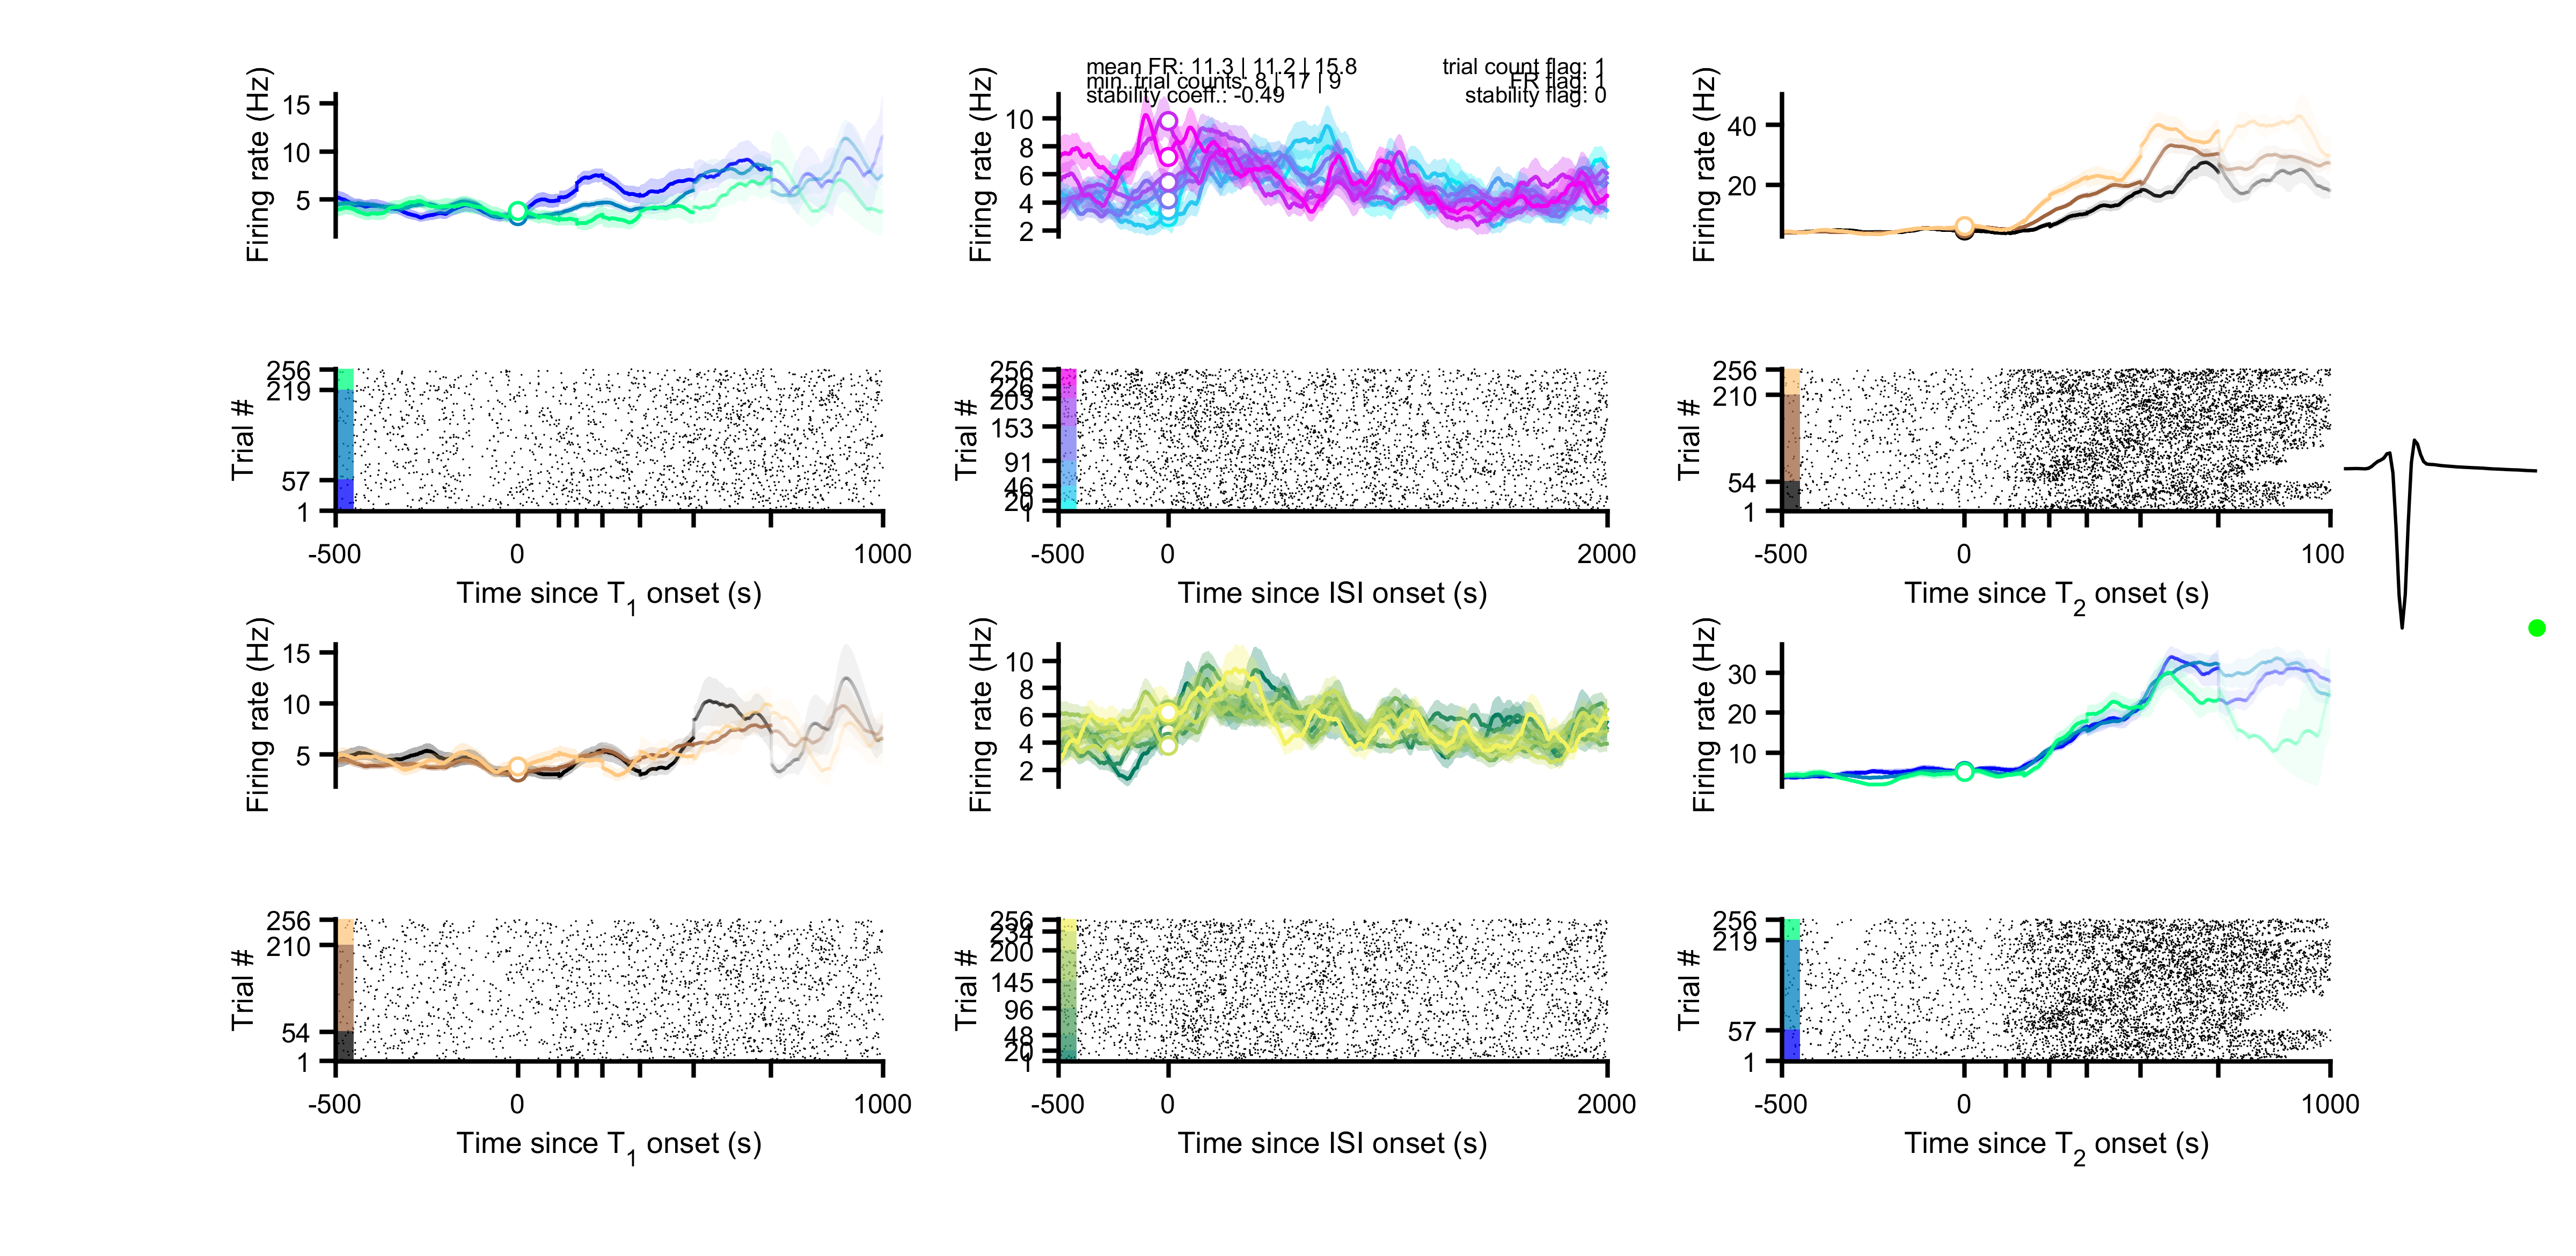 mean FR: 11.3 | 11.2 | 15.8
min. trial counts: 8 | 17 | 9
stability coeff.: -0.49
trial count flag: 1
FR flag: 1
stability flag: 0
Firing rate (Hz)
15
10
5
Firing rate (Hz)
10
8
6
4
2
Firing rate (Hz)
40
20
Trial #
256
219
57
1
-500
0
1000
Time since T1 onset (s)
Trial #
256
226
203
153
91
46
20
1
-500
0
2000
Time since ISI onset (s)
Trial #
256
210
54
1
-500
0
100
Time since T2 onset (s)
Firing rate (Hz)
15
10
5
Firing rate (Hz)
10
8
6
4
2
Firing rate (Hz)
30
20
10
Trial #
256
210
54
1
-500
0
1000
Time since T1 onset (s)
Trial #
256
234
200
145
96
48
20
1
-500
0
2000
Time since ISI onset (s)
Trial #
256
219
57
1
-500
0
1000
Time since T2 onset (s)